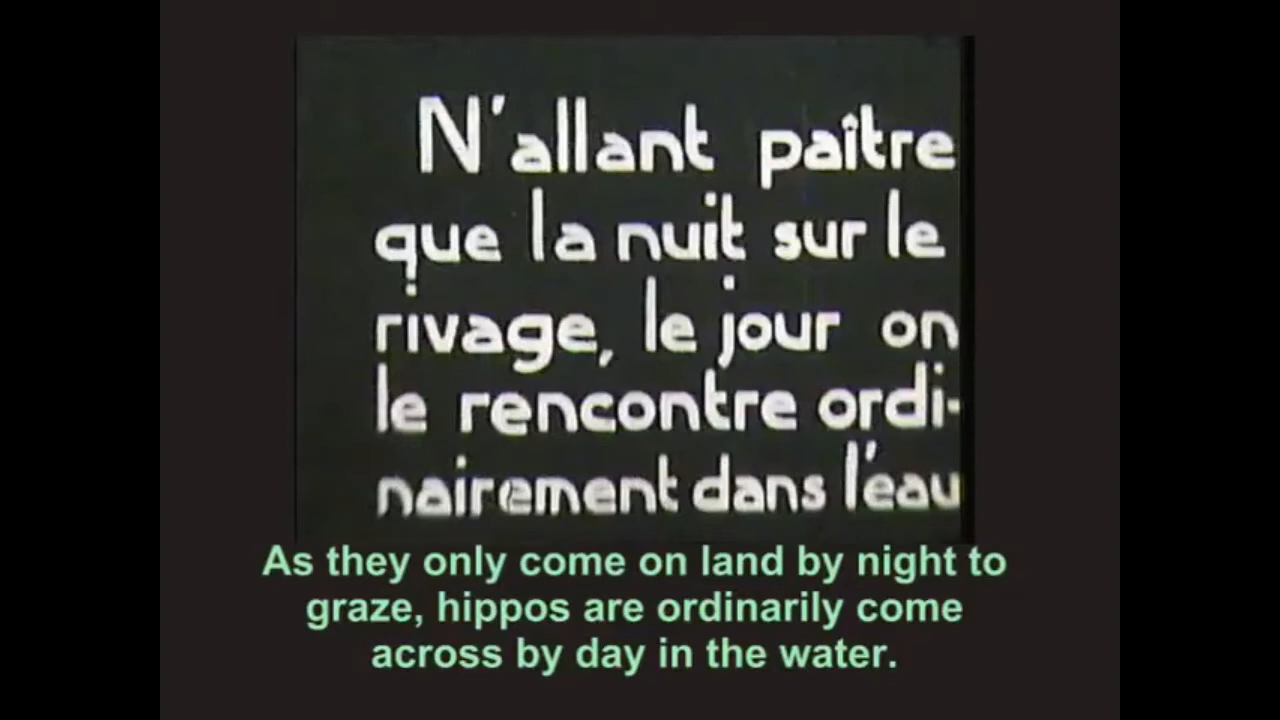 N'allant paître
que la nuit sur le
rivage, le jour on
le rencontre ordi-
nairement dans l'eau
As they only come on land by night to
graze, hippos are ordinarily come
across by day in the water.